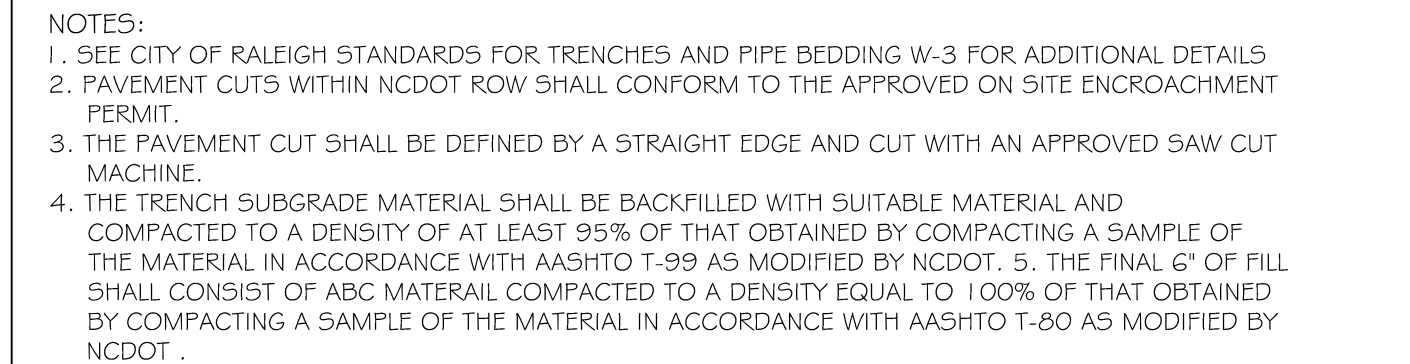 NOTES:
1. SEE CITY OF RALEIGH STANDARDS FOR TRENCHES AND PIPE BEDDING W-3 FOR ADDITIONAL DETAILS
2. PAVEMENT CUTS WITHIN NCDOT ROW SHALL CONFORM TO THE APPROVED ON SITE ENCROACHMENT
PERMIT.
3. THE PAVEMENT CUT SHALL BE DEFINED BY A STRAIGHT EDGE AND CUT WITH AN APPROVED SAW CUT
MACHINE.
4. THE TRENCH SUBGRADE MATERIAL SHALL BE BACKFILLED WITH SUITABLE MATERIAL AND
COMPACTED TO A DENSITY OF AT LEAST 95% OF THAT OBTAINED BY COMPACTING A SAMPLE OF
THE MATERIAL IN ACCORDANCE WITH AASHTO T-99 AS MODIFIED BY NCDOT. 5. THE FINAL 6" OF FILL
SHALL CONSIST OF ABC MATERAIL COMPACTED TO A DENSITY EQUAL TO 100% OF THAT OBTAINED
BY COMPACTING A SAMPLE OF THE MATERIAL IN ACCORDANCE WITH AASHTO T-80 AS MODIFIED BY
NCDOT .